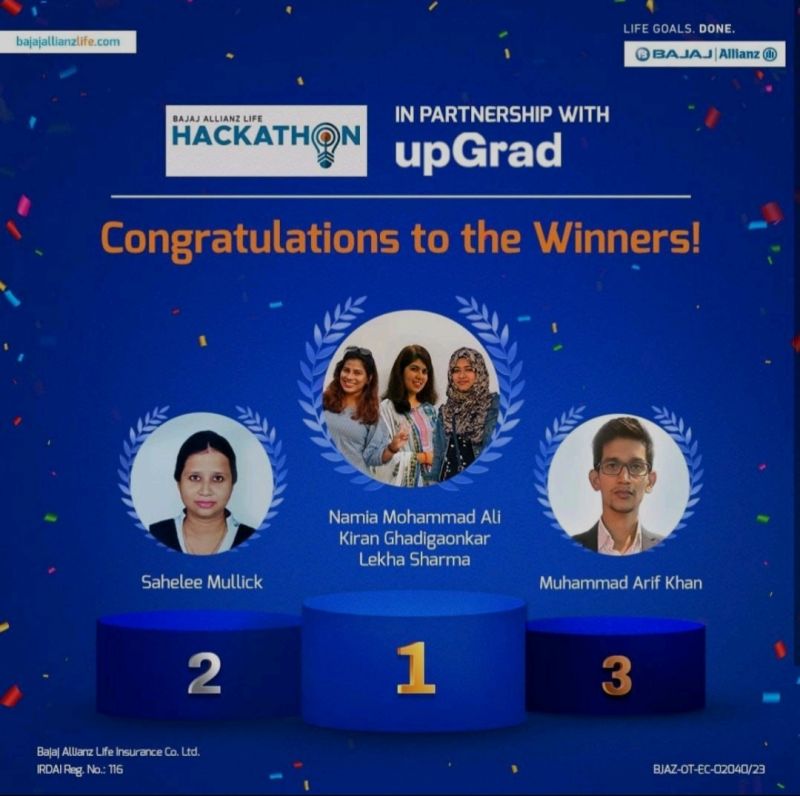 bajajallianzlife.com
LIFE GOALS. DONE.
BAJAJ | Allianz
BAJAJ ALLIANZ LIFE
HACKATHON
IN PARTNERSHIP WITH
upGrad
Congratulations to the Winners!
Namia Mohammad Ali
Kiran Ghadigaonkar
Lekha Sharma
Sahelee Mullick
Muhammad Arif Khan
2
1
3
Bajaj Allianz Life Insurance Co. Ltd.
IRDAI Reg. No.: 116
BJAZ-OT-EC-02040/23